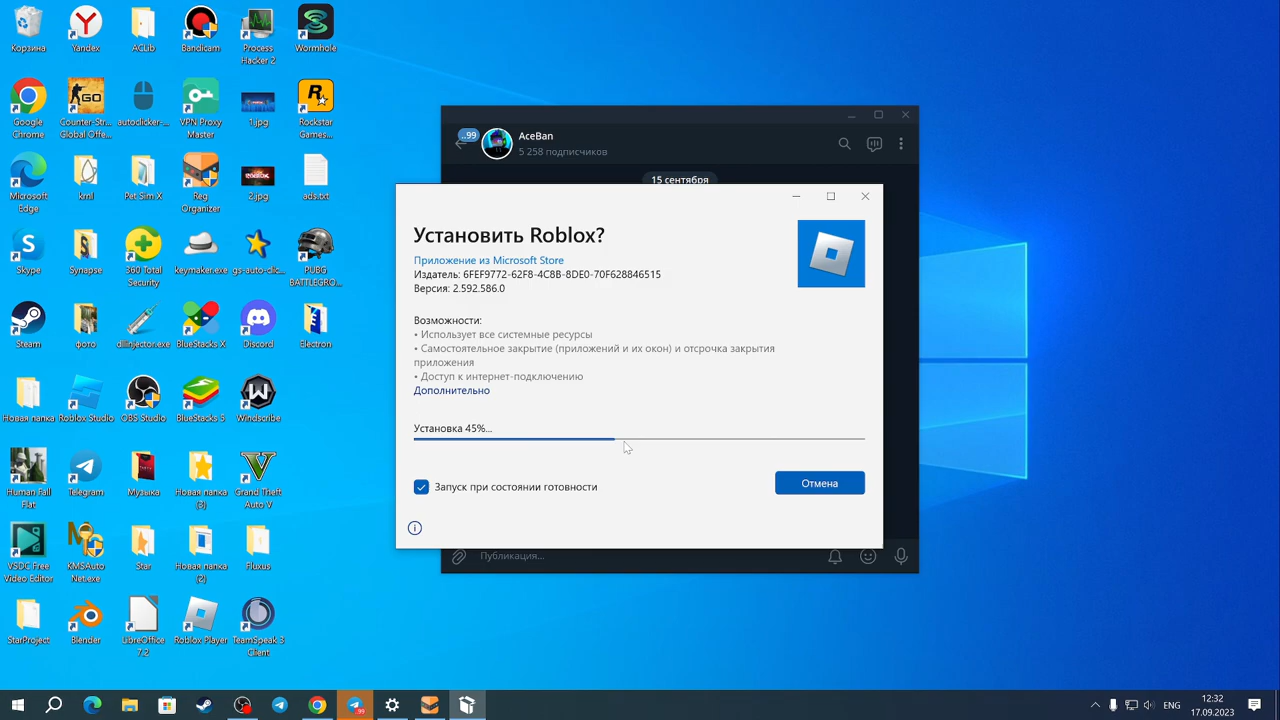 Корзина
Yandex
ACLib
Bandicam
Process
Hacker 2
Wormhole
Google
Chrome
Counter-Str...
Global Offe...
autoclicker-...
VPN Proxy
Master
1.jpg
Rockstar
Games...
Microsoft
Edge
kml
Pet Sim X
Reg
Organizer
2.jpg
ads.txt
Skype
Synapse
360 Total
Security
keymaker.exe
gs-auto-clic...
PUBG
BATTLEGRO...
Steam
фото
dllinjector.exe
BlueStacks X
Discord
Electron
Новая папка
Roblox Studio
OBS Studio
BlueStacks 5
Windscribe
Human Fall
Flat
Telegram
Музыка
Новая папка
(3)
Grand Theft
Auto V
VSDC Free
Video Editor
KMSAuto
Net.exe
Star
Новая папка
(2)
Fluxus
StarProject
Blender
LibreOffice
7.2
Roblox Player
TeamSpeak 3
Client
..99
AceBan
5 258 подписчиков
15 сентября
Установить Roblox?
Приложение из Microsoft Store
Издатель: 6FEF9772-62F8-4C8B-8DE0-70F628846515
Версия: 2.592.586.0
Возможности:
• Использует все системные ресурсы
• Самостоятельное закрытие (приложений и их окон) и отсрочка закрытия
приложения
• Доступ к интернет-подключению
Дополнительно
Установка 45%...
Запуск при состоянии готовности
Отмена
Публикация...
ENG
12:32
17.09.2023